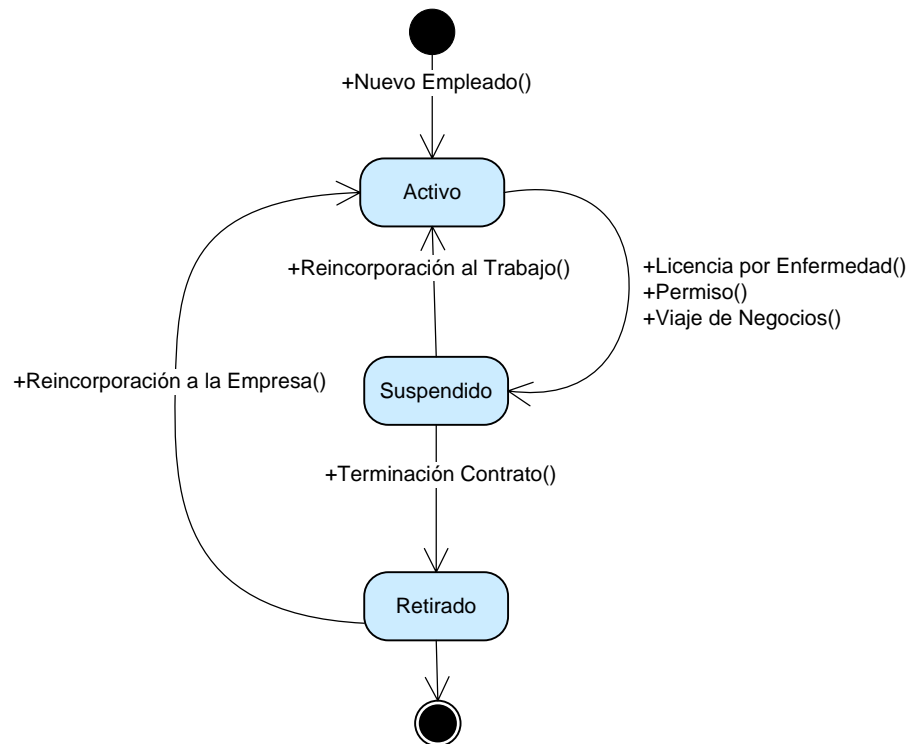 +Nuevo Empleado()
Activo
+Reincorporación al Trabajo()
+Licencia por Enfermedad()
+Permiso()
+Viaje de Negocios()
+Reincorporación a la Empresa()
Suspendido
+Terminación Contrato()
Retirado